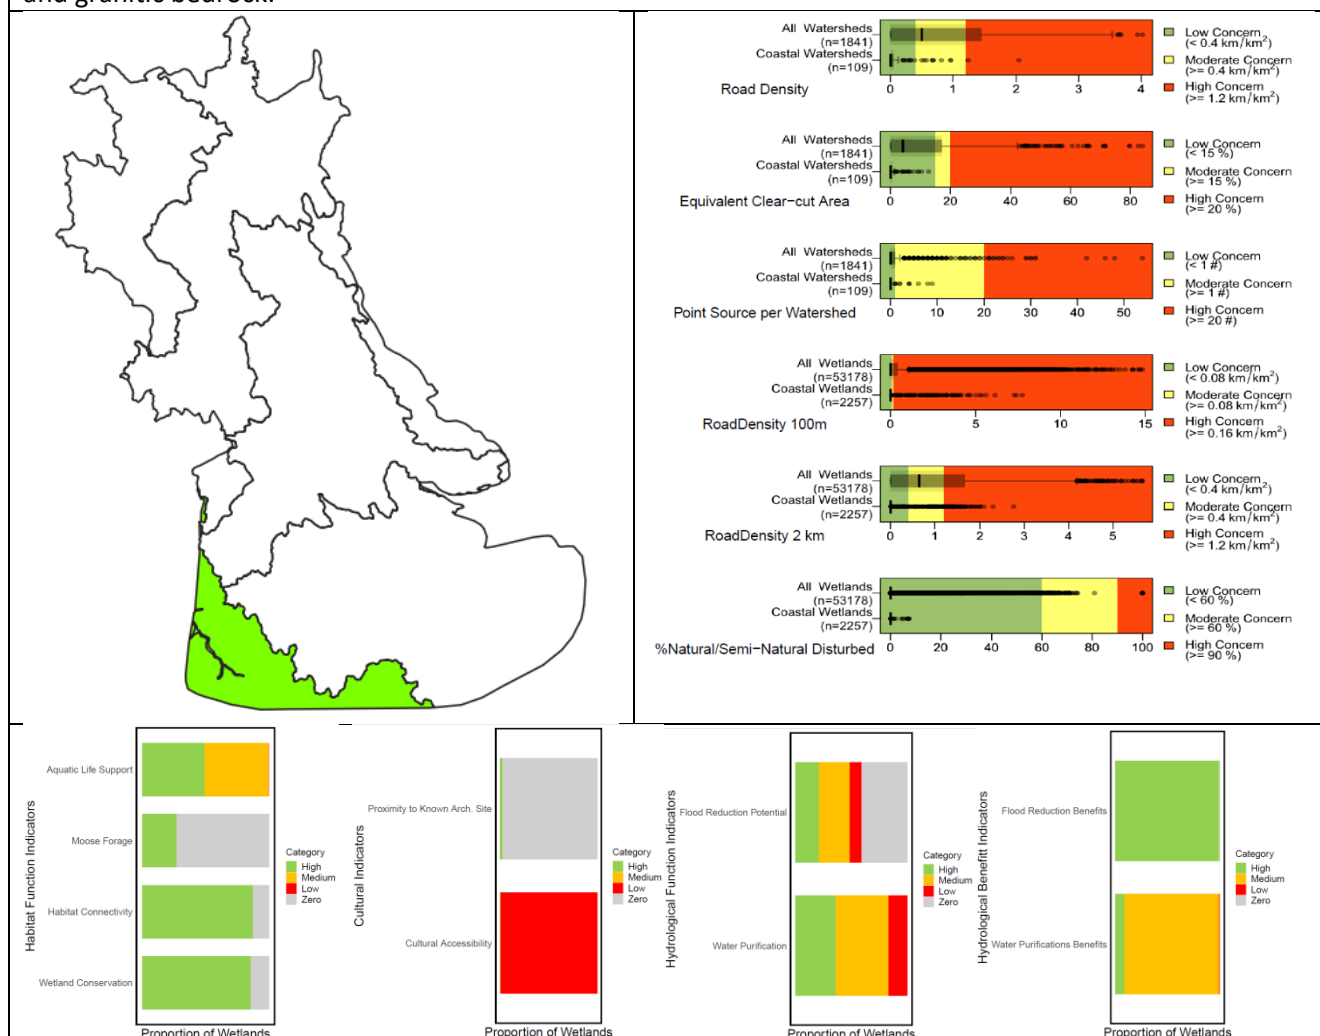 and granitic bedrock.
All Watersheds
(n=1841)
Coastal Watersheds
(n=109)
Road Density
0 1 2 3 4
Low Concern
(< 0.4 km/km²)
Moderate Concern
(>= 0.4 km/km²)
High Concern
(>= 1.2 km/km²)
All Watersheds
(n=1841)
Coastal Watersheds
(n=109)
Equivalent Clear-cut Area
0 20 40 60 80
Low Concern
(< 15 %)
Moderate Concern
(>= 15 %)
High Concern
(>= 20 %)
All Watersheds
(n=1841)
Coastal Watersheds
(n=109)
Point Source per Watershed
0 10 20 30 40 50
Low Concern
(< 1 #)
Moderate Concern
(>= 1 #)
High Concern
(>= 20 #)
All Wetlands
(n=53178)
Coastal Wetlands
(n=2257)
RoadDensity 100m
0 5 10 15
Low Concern
(< 0.08 km/km²)
Moderate Concern
(>= 0.08 km/km²)
High Concern
(>= 0.16 km/km²)
All Wetlands
(n=53178)
Coastal Wetlands
(n=2257)
RoadDensity 2 km
0 1 2 3 4 5
Low Concern
(< 0.4 km/km²)
Moderate Concern
(>= 0.4 km/km²)
High Concern
(>= 1.2 km/km²)
All Wetlands
(n=53178)
Coastal Wetlands
(n=2257)
%Natural/Semi-Natural Disturbed
0 20 40 60 80 100
Low Concern
(< 60 %)
Moderate Concern
(>= 60 %)
High Concern
(>= 90 %)
Habitat Function Indicators
Aquatic Life Support
Moose Forage
Habitat Connectivity
Wetland Conservation
Proportion of Wetlands
Category
High
Medium
Low
Zero
Cultural Indicators
Proximity to Known Arch. Site
Cultural Accessibility
Proportion of Wetlands
Category
High
Medium
Low
Zero
Hydrological Function Indicators
Flood Reduction Potential
Water Purification
Proportion of Wetlands
Category
High
Medium
Low
Zero
Hydrological Benefitt Indicators
Flood Reduction Benefits
Water Purifications Benefits
Proportion of Wetlands
Category
High
Medium
Low
Zero